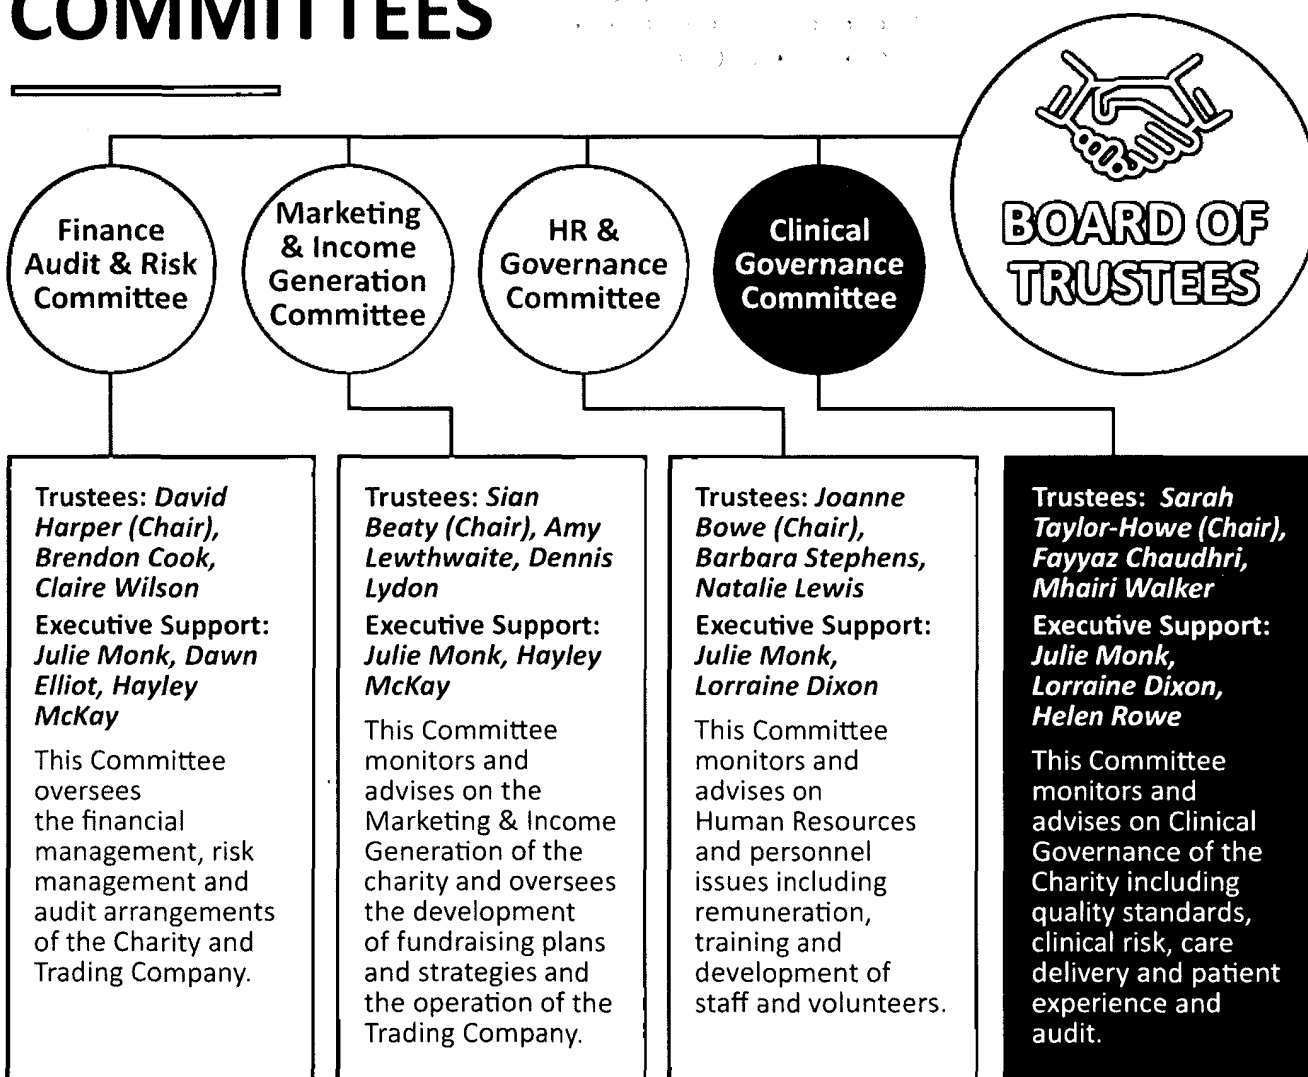 COMMITTEES
BOARD OF
TRUSTEES
Finance
Audit & Risk
Committee
Marketing
& Income
Generation
Committee
HR &
Governance
Committee
Clinical
Governance
Committee
Trustees: David
Harper (Chair),
Brendon Cook,
Claire Wilson
Executive Support:
Julie Monk, Dawn
Elliot, Hayley
McKay
This Committee
oversees
the financial
management, risk
management and
audit arrangements
of the Charity and
Trading Company.
Trustees: Sian
Beaty (Chair), Amy
Lewthwaite, Dennis
Lydon
Executive Support:
Julie Monk, Hayley
McKay
This Committee
monitors and
advises on the
Marketing & Income
Generation of the
charity and oversees
the development
of fundraising plans
and strategies and
the operation of the
Trading Company.
Trustees: Joanne
Bowe (Chair),
Barbara Stephens,
Natalie Lewis
Executive Support:
Julie Monk,
Lorraine Dixon
This Committee
monitors and
advises on
Human Resources
and personnel
issues including
remuneration,
training and
development of
staff and volunteers.
Trustees: Sarah
Taylor-Howe (Chair),
Fayyaz Chaudhri,
Mhairi Walker
Executive Support:
Julie Monk,
Lorraine Dixon,
Helen Rowe
This Committee
monitors and
advises on Clinical
Governance of the
Charity including
quality standards,
clinical risk, care
delivery and patient
experience and
audit.